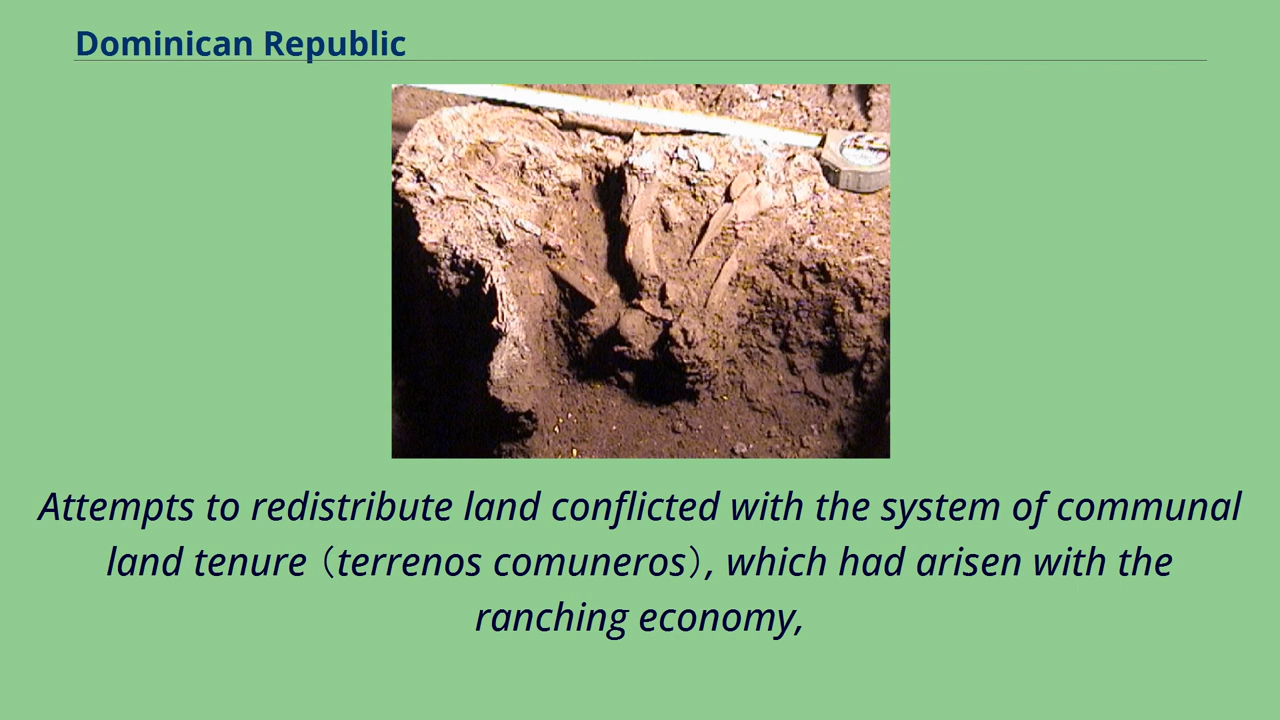 Dominican Republic
Attempts to redistribute land conflicted with the system of communal
land tenure（terrenos comuneros）, which had arisen with the
ranching economy,